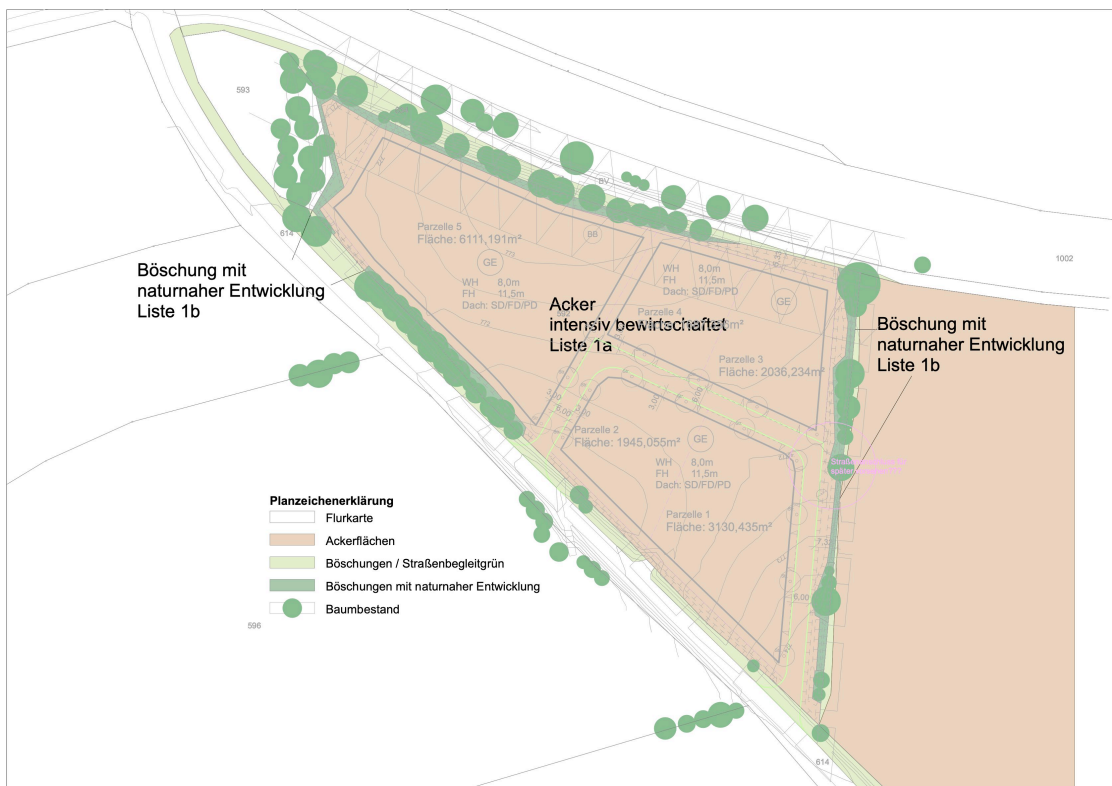 593
BV
Parzelle 5
Fläche: 6111,191m²
GE
WH 8,0m
FH 11,5m
Dach: SD/FD/PD
775
772
614
Böschung mit
naturnaher Entwicklung
Liste 1b
WH 8,0m
FH 11,5m
Dach: SD/FD/PD
GE
1002
Acker
intensiv bewirtschaftet
Liste 1a
Parzelle 4
Parzelle 3
Fläche: 2036,234m²
Böschung mit
naturnaher Entwicklung
Liste 1b
Parzelle 2
Fläche: 1945,055m²
GE
WH 8,0m
FH 11,5m
Dach: SD/FD/PD
Parzelle 1
Fläche: 3130,435m²
Planzeichenerklärung
Flurkarte
Ackerflächen
Böschungen / Straßenbegleitgrün
Böschungen mit naturnaher Entwicklung
Baumbestand
596
614